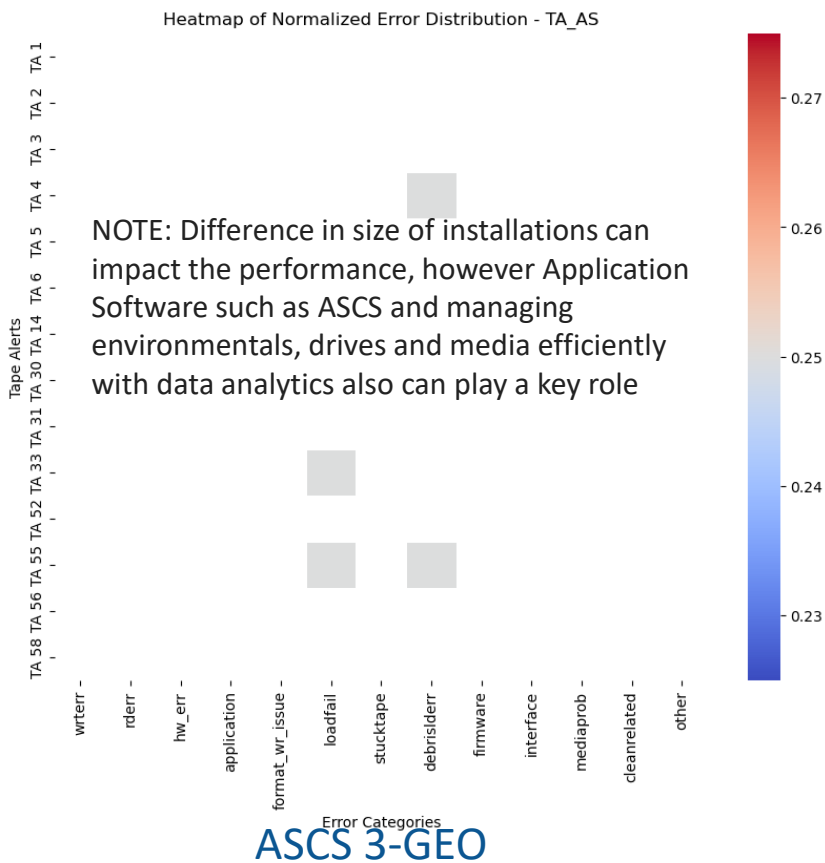 Heatmap of Normalized Error Distribution - TA_AS
Tape Alerts
TA 1
TA 2
TA 3
TA 4
TA 5
TA 6
TA 14
TA 30
TA 31
TA 33
TA 52
TA 55
TA 56
TA 58
NOTE: Difference in size of installations can
impact the performance, however Application
Software such as ASCS and managing
environmentals, drives and media efficiently
with data analytics also can play a key role
0.27
0.26
0.25
0.24
0.23
wrterr
rderr
hw_err
application
format_wr_issue
loadfail
stucktape
debrislderr
firmware
interface
mediaprob
cleanrelated
other
Error Categories
ASCS 3-GEO